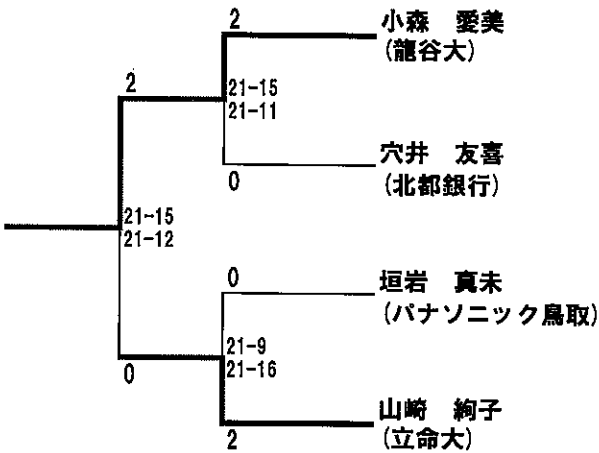 2
小森 愛美
(龍谷大)
2
21-15
21-11
0
穴井 友喜
(北都銀行)
21-15
21-12
0
垣岩 真未
(パナソニック鳥取)
0
21-9
21-16
2
山崎 絢子
(立命大)